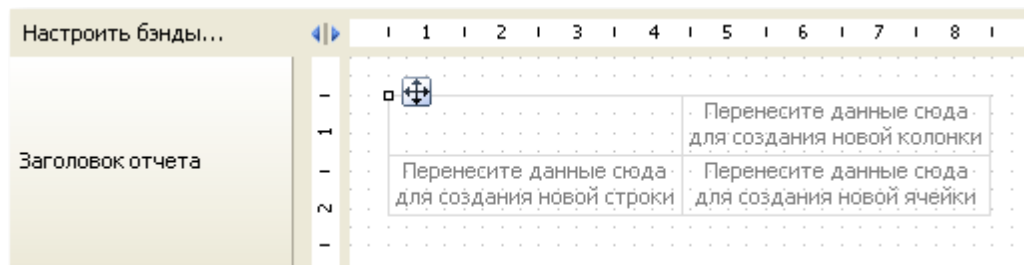 Настроить бэнды...
1 2 3 4 5 6 7 8
Перенесите данные сюда
для создания новой колонки
1
Заголовок отчета
Перенесите данные сюда
для создания новой строки
Перенесите данные сюда
для создания новой ячейки
2